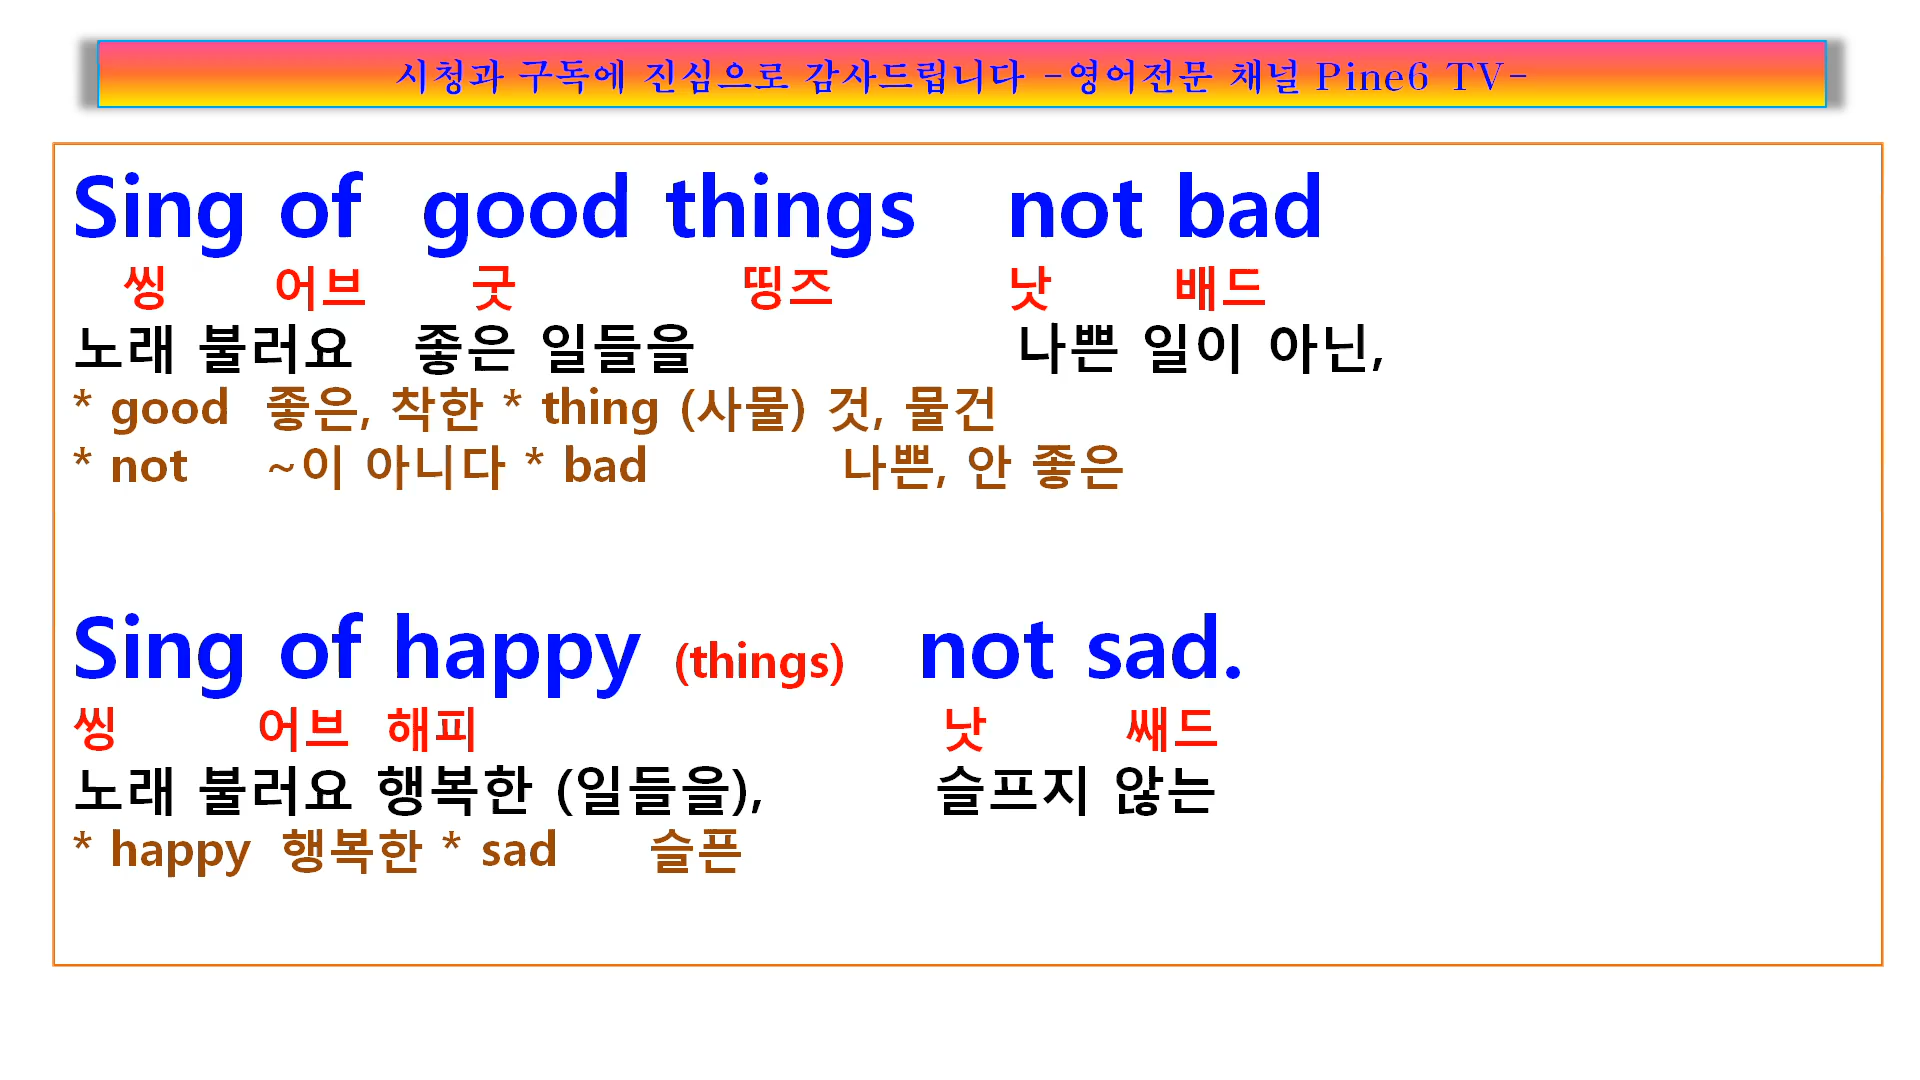 시청과 구독에 진심으로 감사드립니다 -영어전문 채널 Pine6 TV-
Sing of good things not bad
씽 어브 굿 띵즈 낫 배드
노래 불러요 좋은 일들을 나쁜 일이 아닌,
* good 좋은, 착한 * thing (사물) 것, 물건
* not ~이 아니다 * bad 나쁜, 안 좋은
Sing of happy (things) not sad.
씽 어브 해피 낫 쌔드
노래 불러요 행복한 (일들을), 슬프지 않는
* happy 행복한 * sad 슬픈